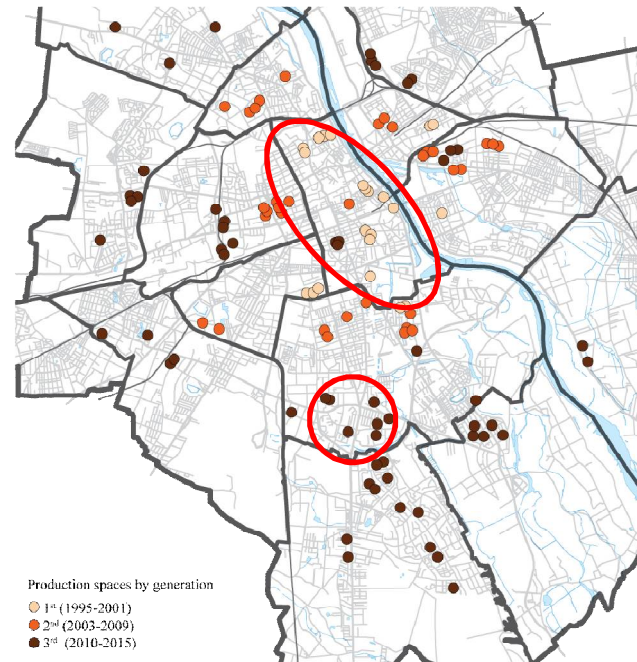 Production spaces by generation
1st (1995-2001)
2nd (2003-2009)
3rd (2010-2015)